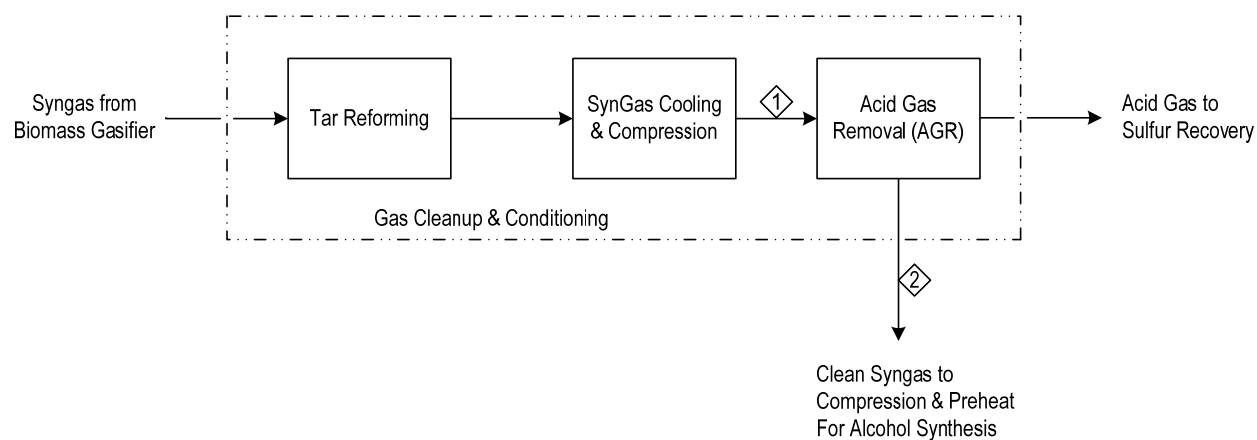 Syngas from
Biomass Gasifier
Tar Reforming
SynGas Cooling
& Compression
1
Acid Gas
Removal (AGR)
Acid Gas to
Sulfur Recovery
Gas Cleanup & Conditioning
2
Clean Syngas to
Compression & Preheat
For Alcohol Synthesis